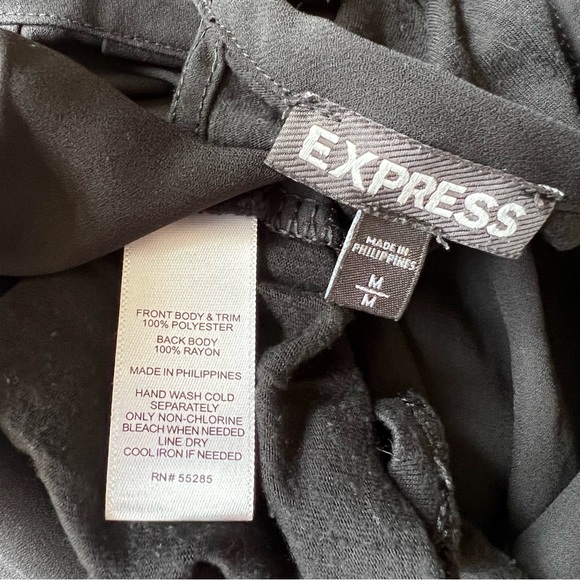 EXPRESS
MADE IN
PHILIPPINES
M
M
FRONT BODY & TRIM
100% POLYESTER
BACK BODY
100% RAYON
MADE IN PHILIPPINES
HAND WASH COLD
SEPARATELY
ONLY NON-CHLORINE
BLEACH WHEN NEEDED
LINE DRY
COOL IRON IF NEEDED
RN# 55285